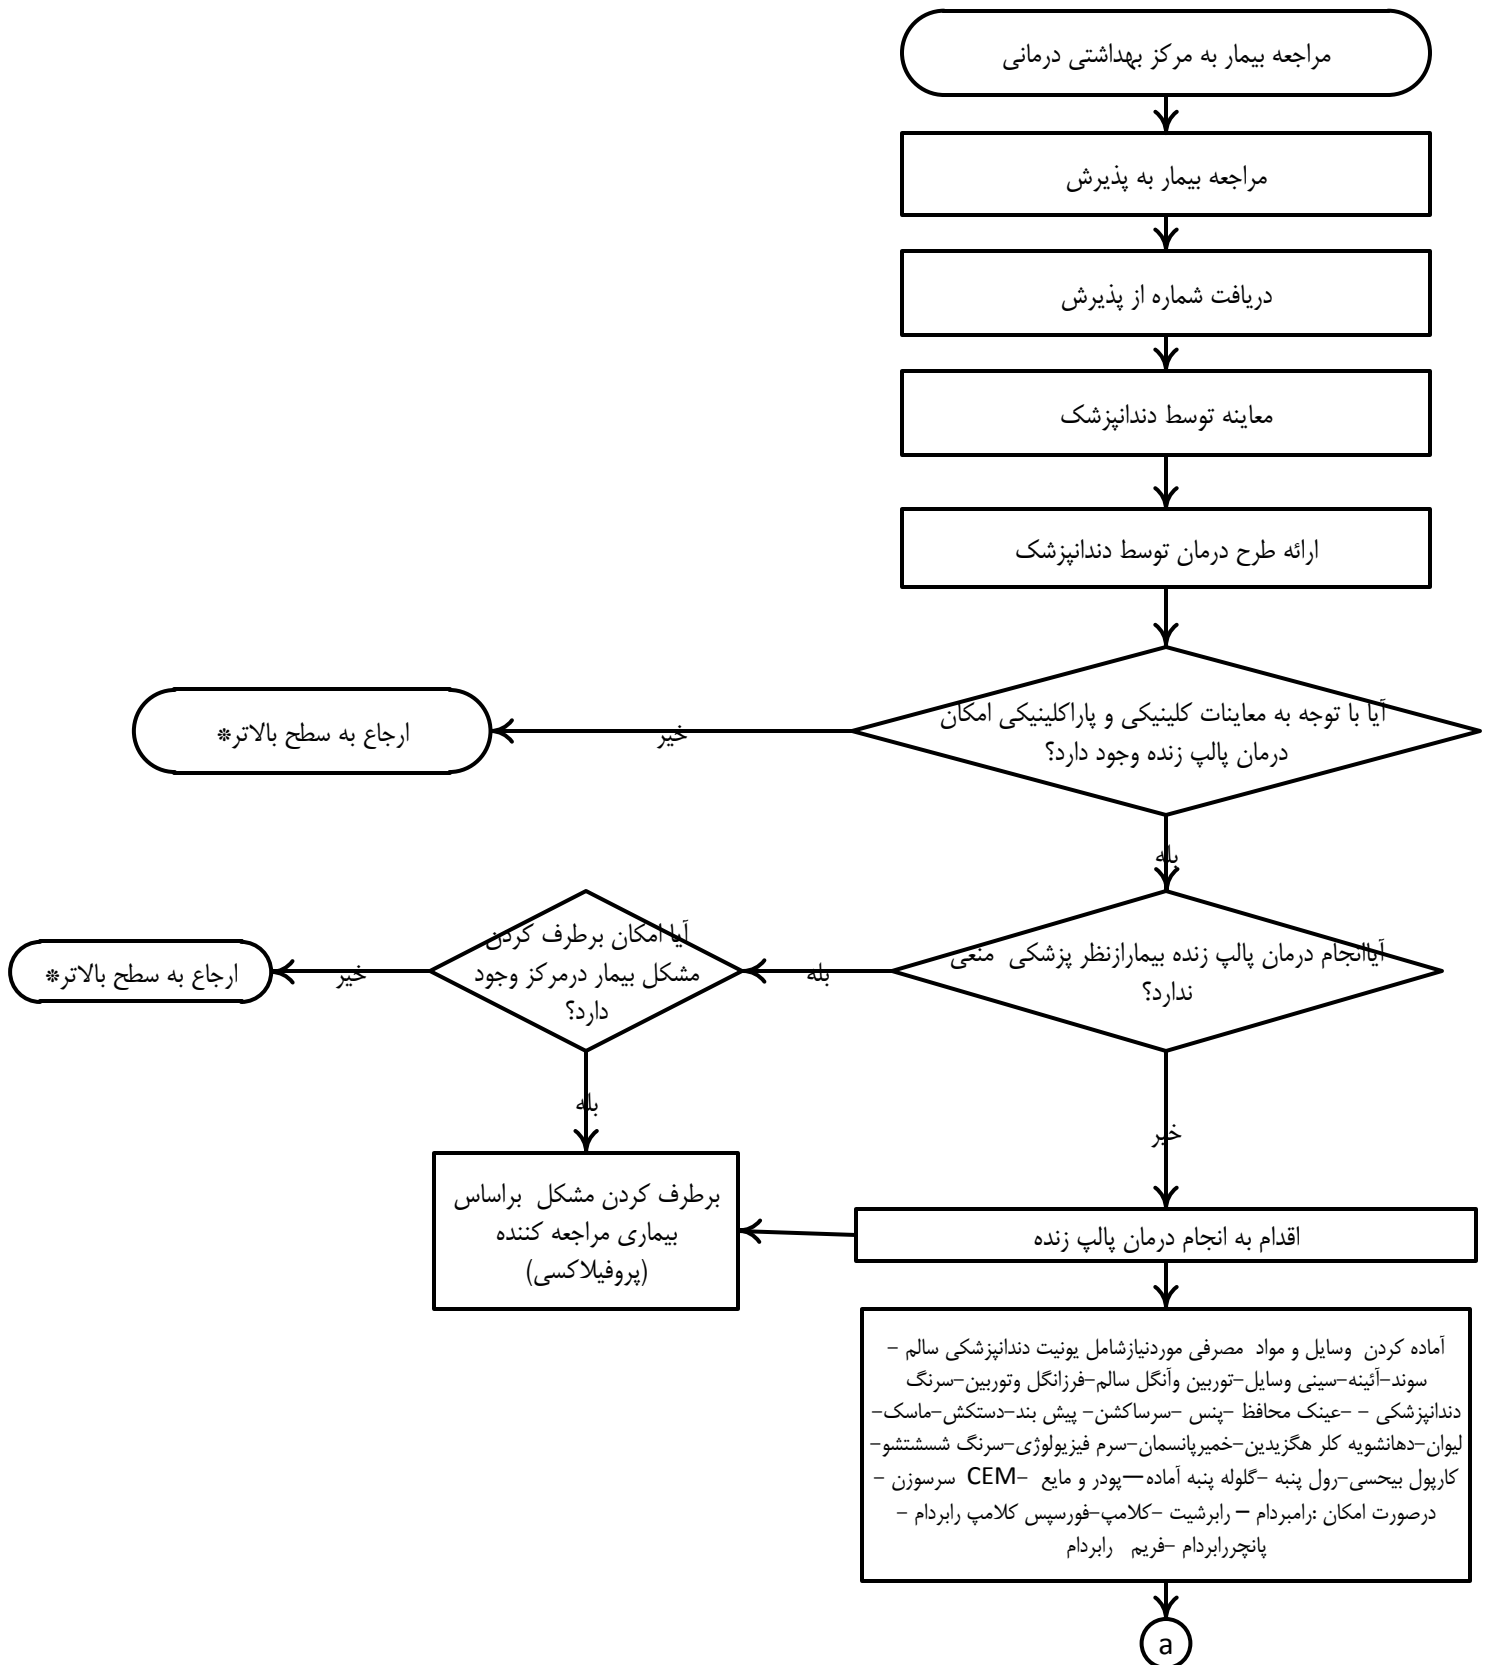 مراجعه بیمار به مرکز بهداشتی درمانی
مراجعه بیمار به پذیرش
دریافت شماره از پذیرش
معاینه توسط دندانپزشک
ارائه طرح درمان توسط دندانپزشک
آیا با توجه به معاینات کلینیکی و پاراکلینیکی امکان
درمان پالپ زنده وجود دارد؟
خیر
ارجاع به سطح بالاتر*
بله
آیاانجام درمان پالپ زنده بیمارازنظر پزشکی منعی
ندارد؟
بله
آیا امکان برطرف کردن
مشکل بیمار درمرکز وجود
دارد؟
خیر
ارجاع به سطح بالاتر*
بله
خیر
برطرف کردن مشکل براساس
بیماری مراجعه کننده
(پروفیلاکسی)
اقدام به انجام درمان پالپ زنده
آماده کردن وسایل و مواد مصرفی موردنیازشامل یونیت دندانپزشکی سالم –
سوند–آئینه–سینی وسایل–توربین وآنگل سالم–فرزانگل وتوربین–سرنگ
دندانپزشکی – –عینک محافظ –پنس –سرساکشن– پیش بند–دستکش–ماسک–
لیوان–دهانشویه کلر هگزیدین–خمیرپانسمان–سرم فیزیولوژی–سرنگ شسشتشو–
کارپول بیحسی–رول پنبه –گلوله پنبه آماده—پودر و مایع –CEM سرسوزن –
درصورت امکان :رامبردام – رابرشیت –کلامپ–فورسپس کلامپ رابردام –
پانچررابردام –فریم رابردام
a